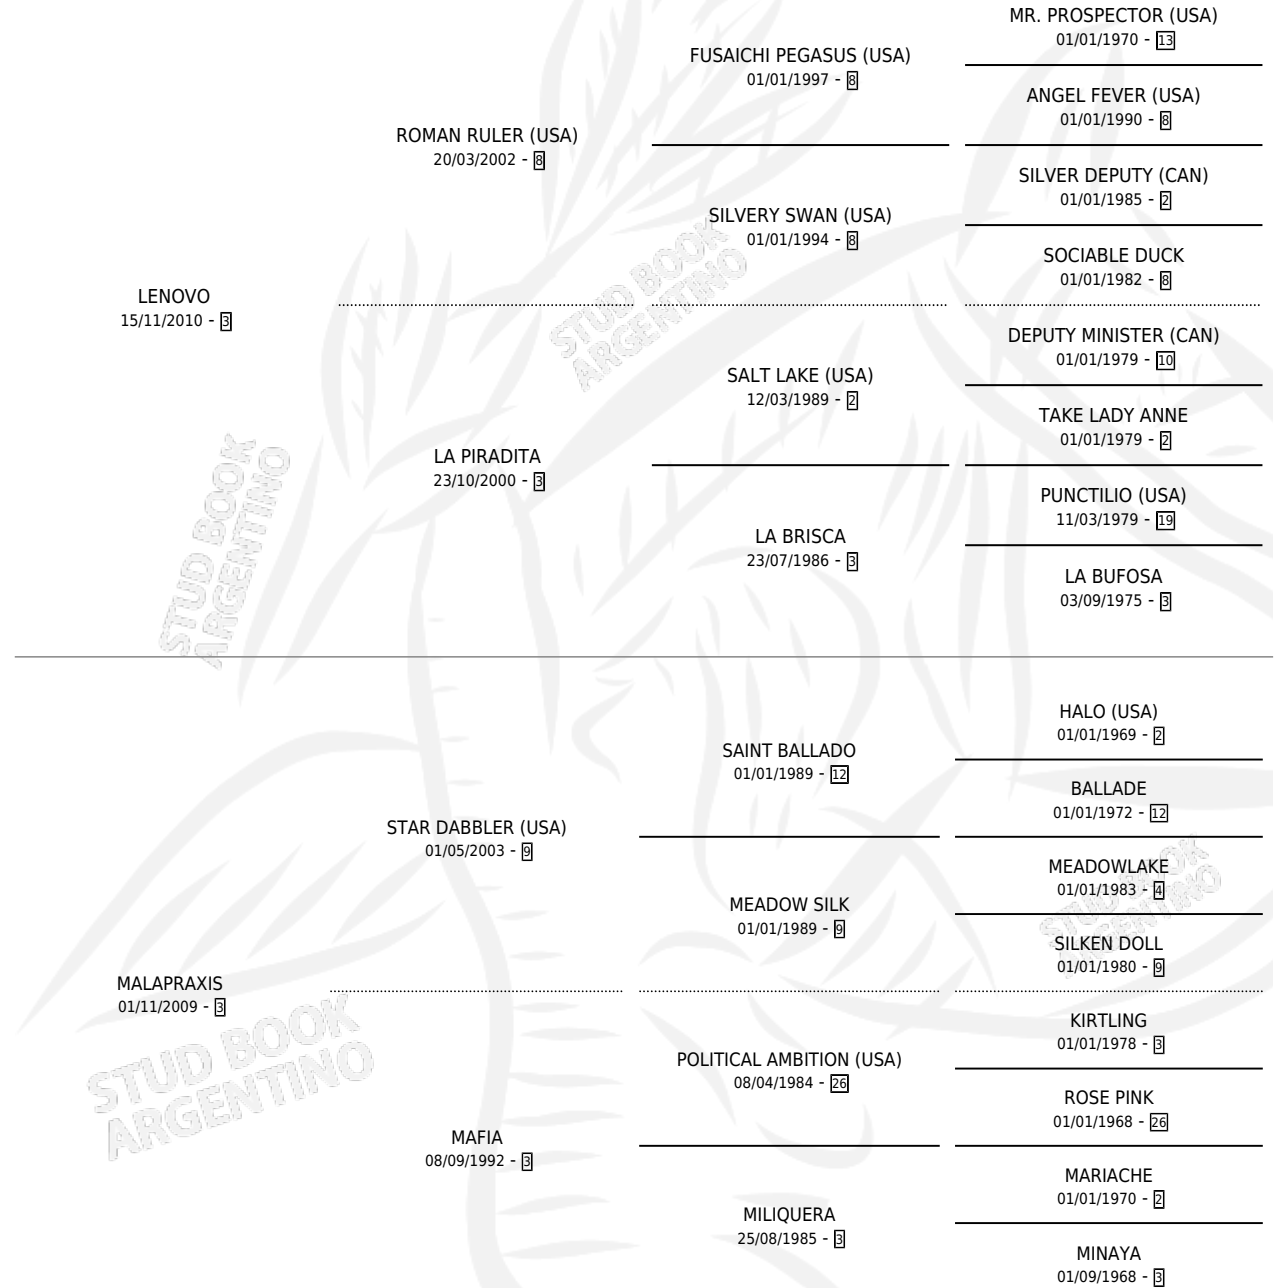 MR. PROSPECTOR (USA)
01/01/1970 - 13
FUSAICHI PEGASUS (USA)
01/01/1997 - 8
ANGEL FEVER (USA)
01/01/1990 - 8
ROMAN RULER (USA)
20/03/2002 - 8
SILVER DEPUTY (CAN)
01/01/1985 - 2
SILVERY SWAN (USA)
01/01/1994 - 8
SOCIABLE DUCK
01/01/1982 - 8
LENOVO
15/11/2010 - 3
STUD BOOK
ARGENTINO
DEPUTY MINISTER (CAN)
01/01/1979 - 10
SALT LAKE (USA)
12/03/1989 - 2
TAKE LADY ANNE
01/01/1979 - 2
LA PIRADITA
23/10/2000 - 3
PUNCTILIO (USA)
11/03/1979 - 19
LA BRISCA
23/07/1986 - 3
LA BUFOSA
03/09/1975 - 3
STUD BOOK
ARGENTINO
HALO (USA)
01/01/1969 - 2
SAINT BALLADO
01/01/1989 - 12
BALLADE
01/01/1972 - 12
STAR DABBLER (USA)
01/05/2003 - 9
MEADOWLAKE
01/01/1983 - 4
MEADOW SILK
01/01/1989 - 9
STUD BOOK
ARGENTINO
SILKEN DOLL
01/01/1980 - 9
MALAPRAXIS
01/11/2009 - 3
KIRTLING
01/01/1978 - 3
POLITICAL AMBITION (USA)
08/04/1984 - 26
STUD BOOK
ARGENTINO
ROSE PINK
01/01/1968 - 26
MAFIA
08/09/1992 - 3
MARIACHE
01/01/1970 - 2
MILIQUERA
25/08/1985 - 3
MINAYA
01/09/1968 - 3